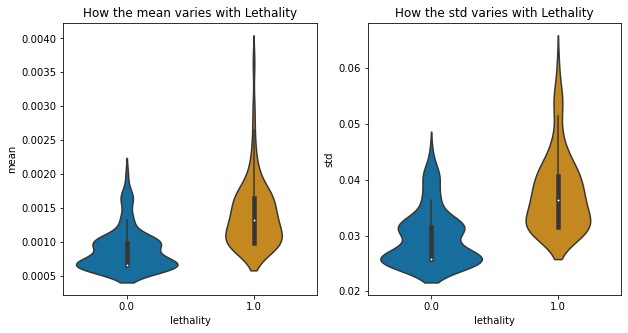 How the mean varies with Lethality
0.0040
0.0035
0.0030
0.0025
0.0020
0.0015
0.0010
0.0005
mean
0.0
1.0
lethality
How the std varies with Lethality
0.06
0.05
0.04
0.03
0.02
std
0.0
1.0
lethality